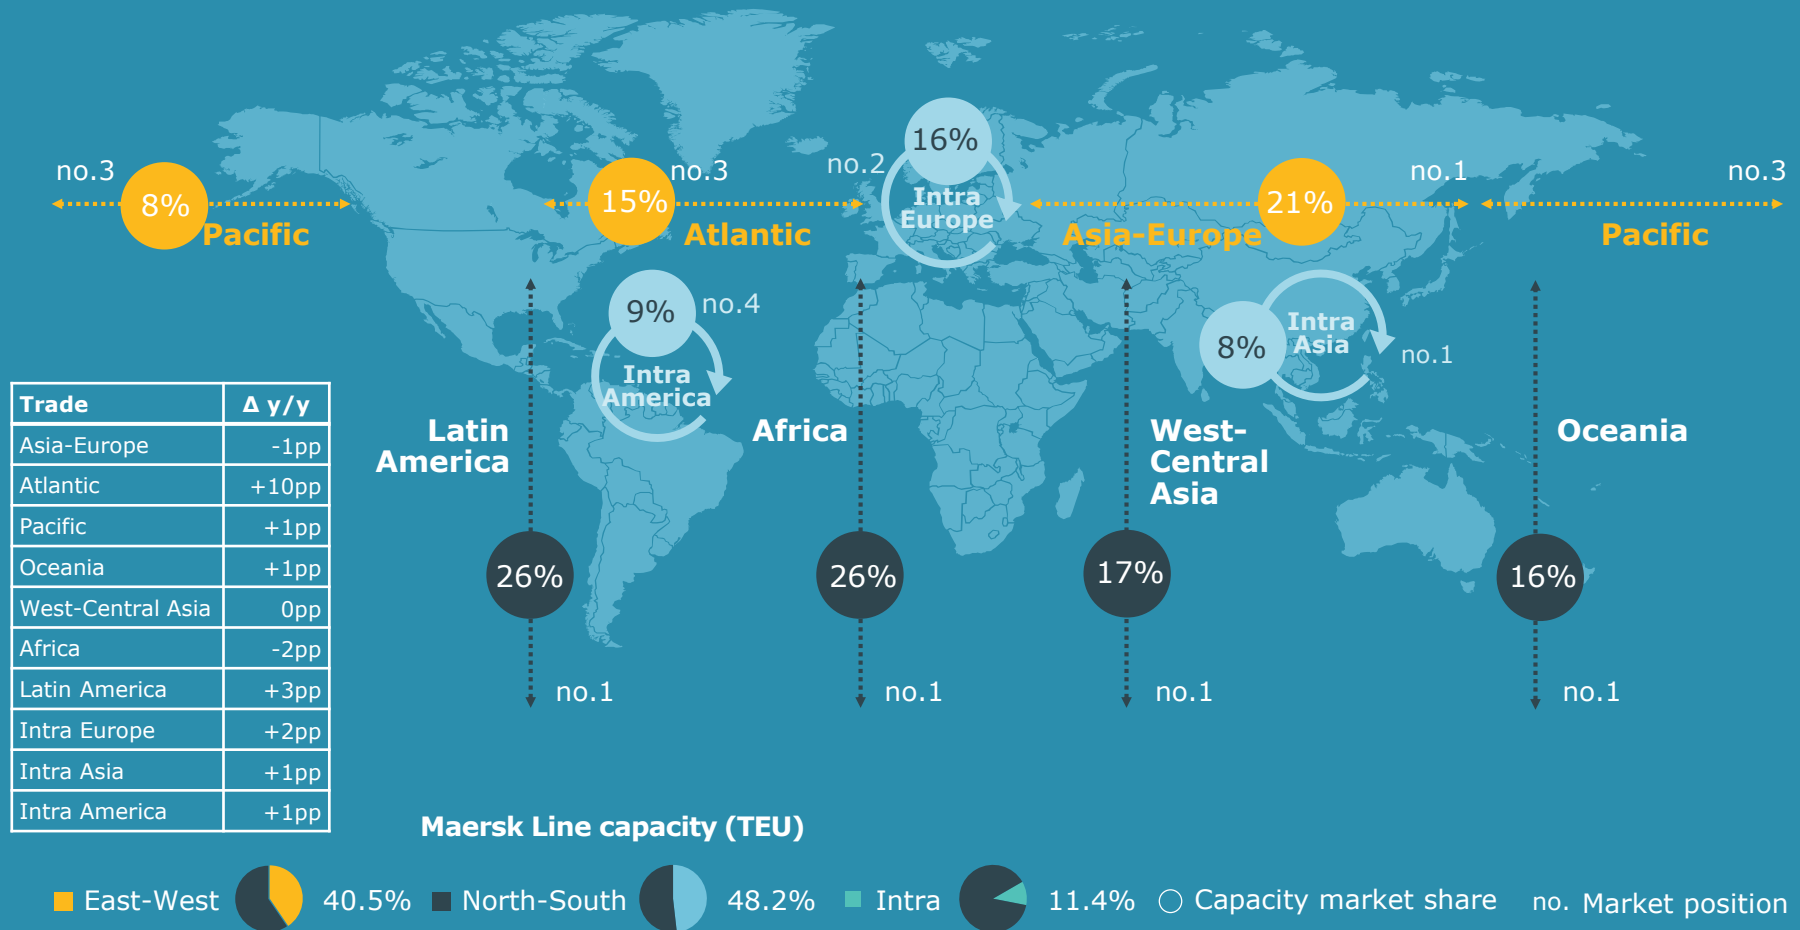 no.3
8%
Pacific
15%
no.3
Atlantic
no.2
16%
Intra
Europe
21%
no.1
Asia-Europe
no.3
Pacific
9%
no.4
Intra
America
8%
Intra
Asia
no.1
Latin
America
26%
no.1
Africa
26%
no.1
West-
Central
Asia
17%
no.1
Oceania
16%
no.1
Trade Δ y/y
Asia-Europe -1pp
Atlantic +10pp
Pacific +1pp
Oceania +1pp
West-Central Asia 0pp
Africa -2pp
Latin America +3pp
Intra Europe +2pp
Intra Asia +1pp
Intra America +1pp
Maersk Line capacity (TEU)
East-West 40.5% North-South 48.2% Intra 11.4% Capacity market share no. Market position